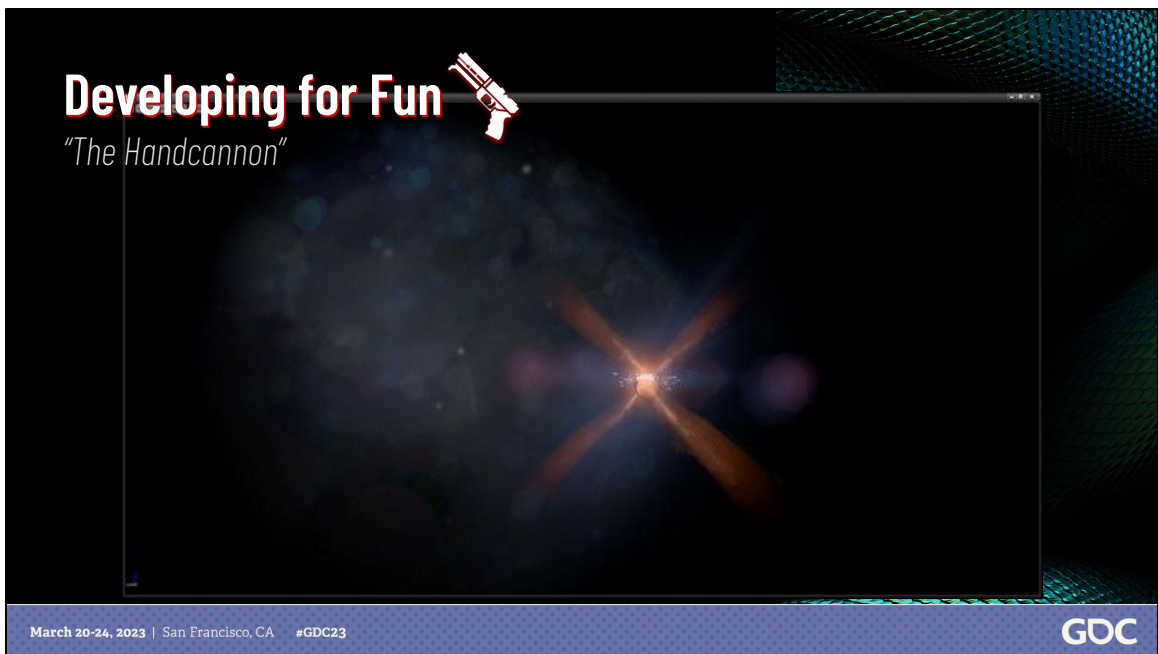 Developing for Fun
“The Handcannon”
March 20-24, 2023 | San Francisco, CA #GDC23
GDC